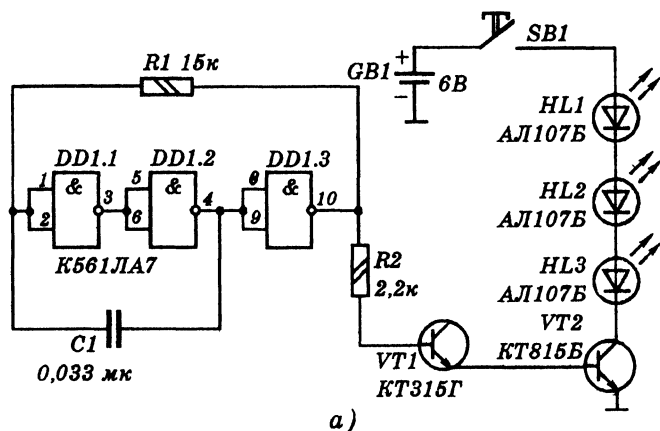 SB1
+
GB1
6В
−
R1 15к
HL1
АЛ107Б
DD1.1
DD1.2
DD1.3
HL2
АЛ107Б
1
&
3
5
&
4
8
&
10
2
6
9
К561ЛА7
R2
2,2к
HL3
АЛ107Б
C1
0,033 мк
VT1
КТ315Г
VT2
КТ815Б
а)